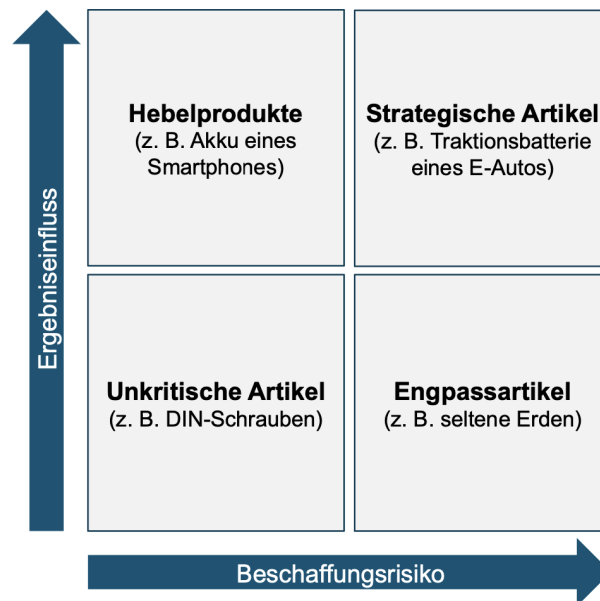 Hebelprodukte
(z. B. Akku eines
Smartphones)
Strategische Artikel
(z. B. Traktionsbatterie
eines E-Autos)
Ergebniseinfluss
Unkritische Artikel
(z. B. DIN-Schrauben)
Engpassartikel
(z. B. seltene Erden)
Beschaffungsrisiko